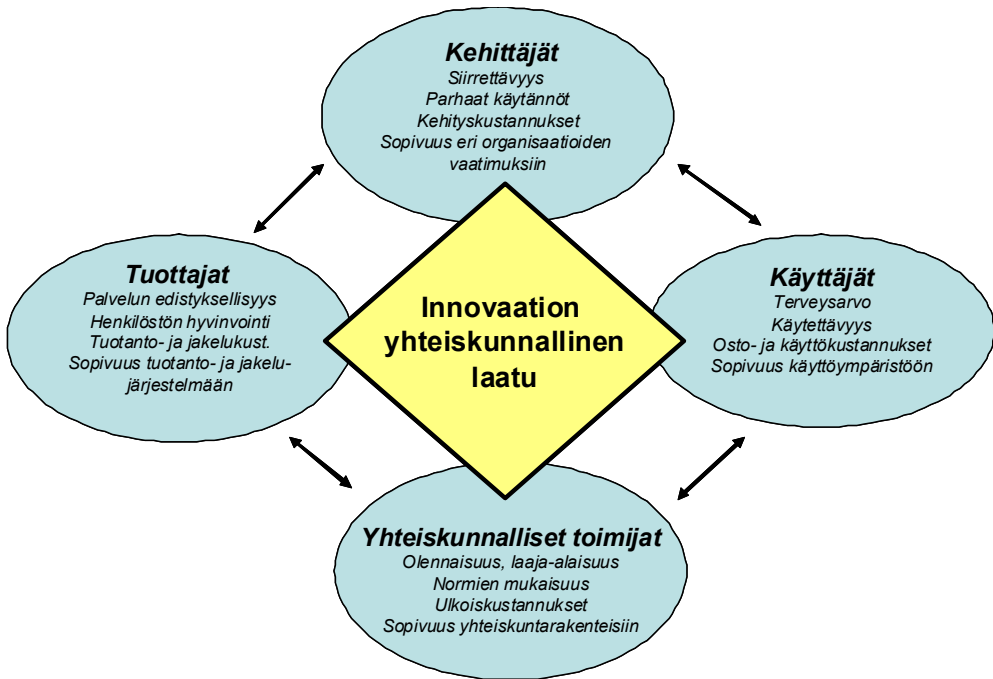 Kehittäjät
Siirrettävyys
Parhaat käytännöt
Kehityskustannukset
Sopivuus eri organisaatioiden
vaatimuksiin
Tuottajat
Palvelun edistyksellisyys
Henkilöstön hyvinvointi
Tuotanto- ja jakelukust.
Sopivuus tuotanto- ja jakelu-
järjestelmään
Innovaation
yhteiskunnallinen
laatu
Käyttäjät
Terveysarvo
Käytettävyys
Osto- ja käyttökustannukset
Sopivuus käyttöympäristöön
Yhteiskunnalliset toimijat
Olennaisuus, laaja-alaisuus
Normien mukaisuus
Ulkoiskustannukset
Sopivuus yhteiskuntarakenteisiin